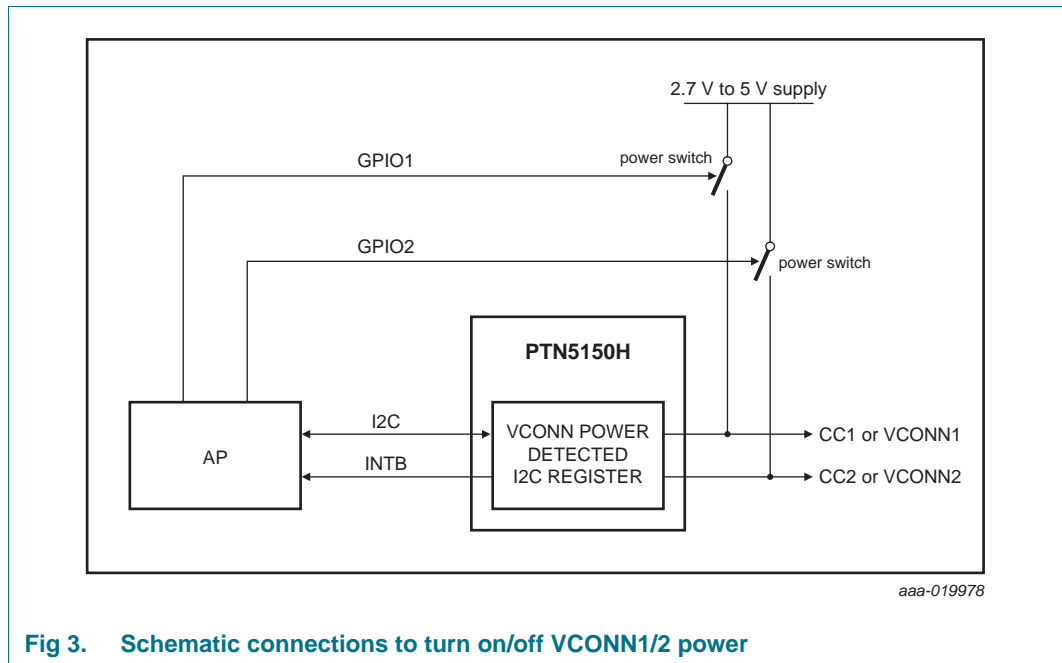 2.7 V to 5 V supply
GPIO1
power switch
GPIO2
power switch
PTN5150H
AP
I2C
INTB
VCONN POWER
DETECTED
I2C REGISTER
CC1 or VCONN1
CC2 or VCONN2
aaa-019978
Fig 3. Schematic connections to turn on/off VCONN1/2 power